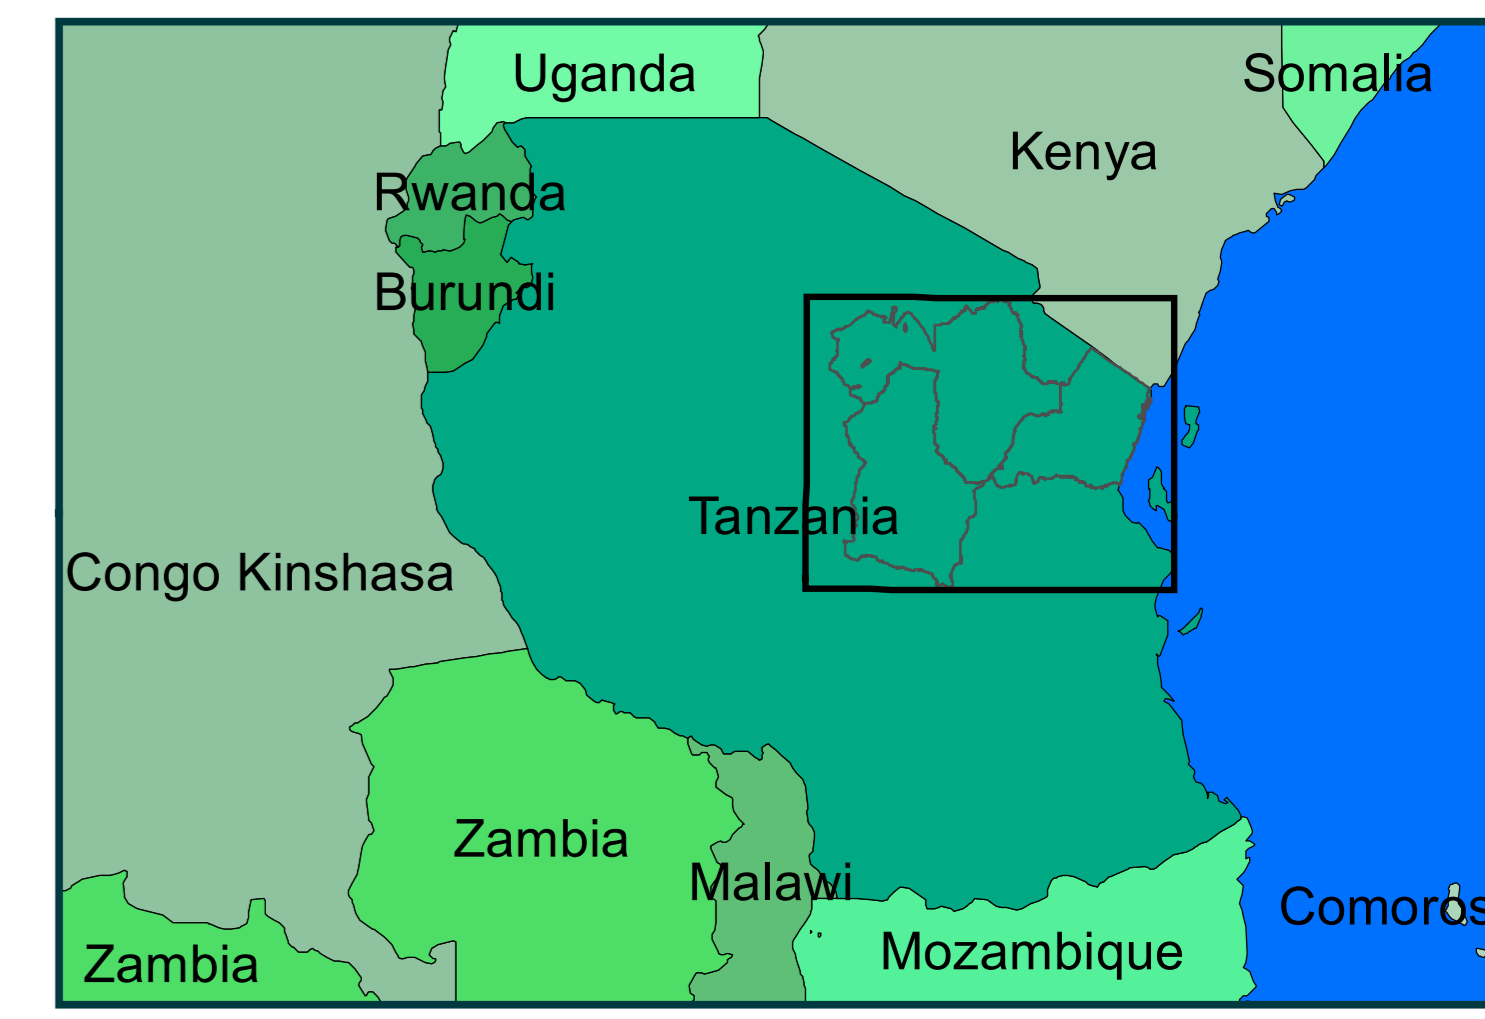 Uganda
Somalia
Kenya
Rwanda
Burundi
Tanzania
Congo Kinshasa
Zambia
Malawi
Comoros
Mozambique
Zambia